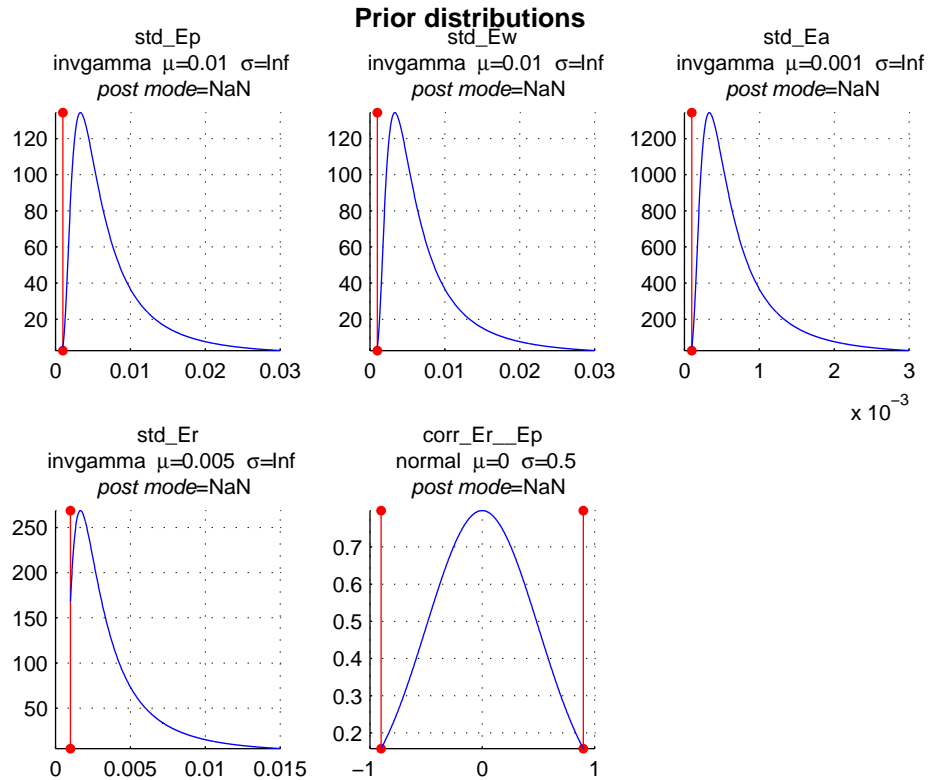 Prior distributions
std_Ep
invgamma μ=0.01 σ=Inf
post mode=NaN
120
100
80
60
40
20
0 0.01 0.02 0.03
std_Ew
invgamma μ=0.01 σ=Inf
post mode=NaN
120
100
80
60
40
20
0 0.01 0.02 0.03
std_Ea
invgamma μ=0.001 σ=Inf
post mode=NaN
1200
1000
800
600
400
200
0 1 2 3
x 10⁻³
std_Er
invgamma μ=0.005 σ=Inf
post mode=NaN
250
200
150
100
50
0 0.005 0.01 0.015
corr_Er__Ep
normal μ=0 σ=0.5
post mode=NaN
0.7
0.6
0.5
0.4
0.3
0.2
−1 0 1